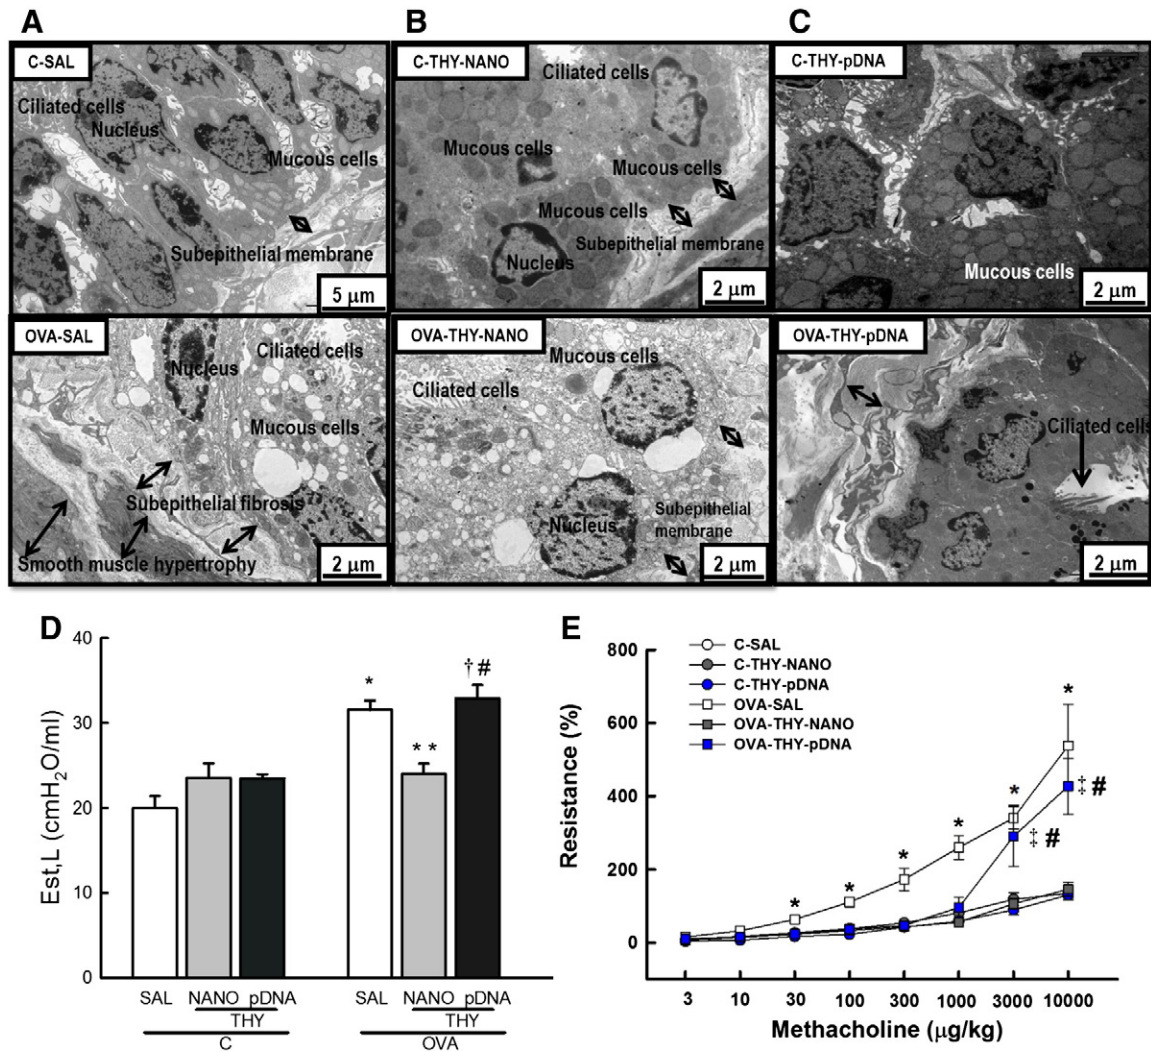 A
B
C
C-SAL
Ciliated cells
Nucleus
Mucous cells
Subepithelial membrane
5 μm
C-THY-NANO
Ciliated cells
Mucous cells
Mucous cells
Mucous cells
Subepithelial membrane
Nucleus
2 μm
C-THY-pDNA
Mucous cells
2 μm
OVA-SAL
Nucleus
Ciliated cells
Mucous cells
Subepithelial fibrosis
Smooth muscle hypertrophy
2 μm
OVA-THY-NANO
Mucous cells
Ciliated cells
Nucleus
Subepithelial
membrane
2 μm
OVA-THY-pDNA
Ciliated cells
2 μm
D
Est,L (cmH2O/ml)
40
30
20
10
0
*
* *
† #
SAL NANO pDNA SAL NANO pDNA
THY THY
C OVA
E
C-SAL
C-THY-NANO
C-THY-pDNA
OVA-SAL
OVA-THY-NANO
OVA-THY-pDNA
Resistance (%)
800
600
400
200
0
* * * * * *
‡ #
‡ #
3 10 30 100 300 1000 3000 10000
Methacholine (μg/kg)